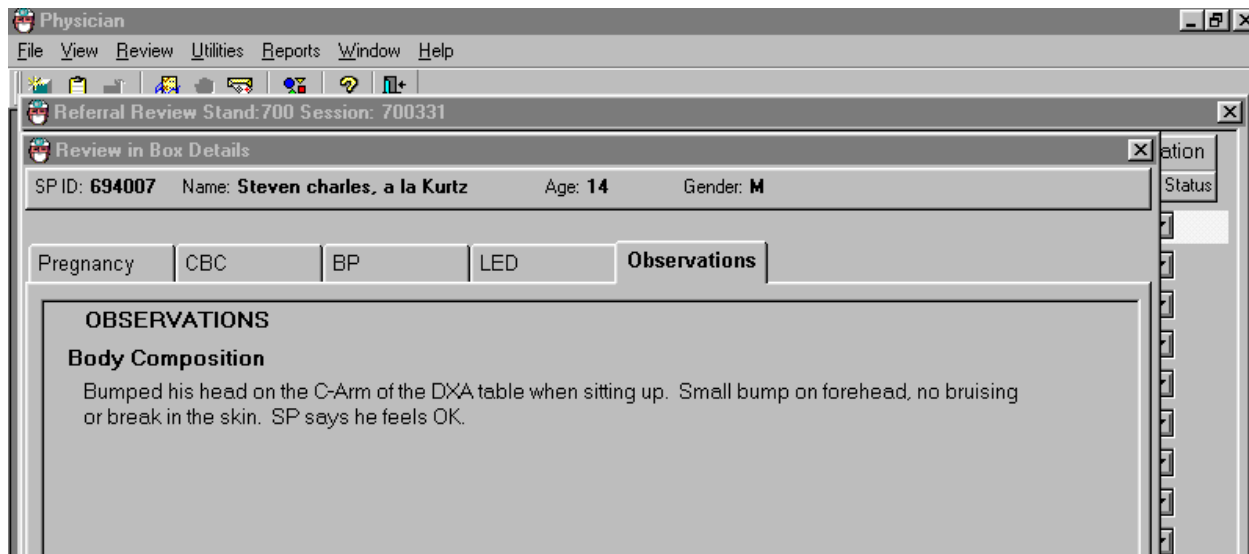 Physician
File View Review Utilities Reports Window Help
Referral Review Stand:700 Session: 700331
Review in Box Details
ation
SP ID: 694007 Name: Steven charles, a la Kurtz Age: 14 Gender: M
Status
Pregnancy CBC BP LED Observations
OBSERVATIONS
Body Composition
Bumped his head on the C-Arm of the DXA table when sitting up. Small bump on forehead, no bruising
or break in the skin. SP says he feels OK.